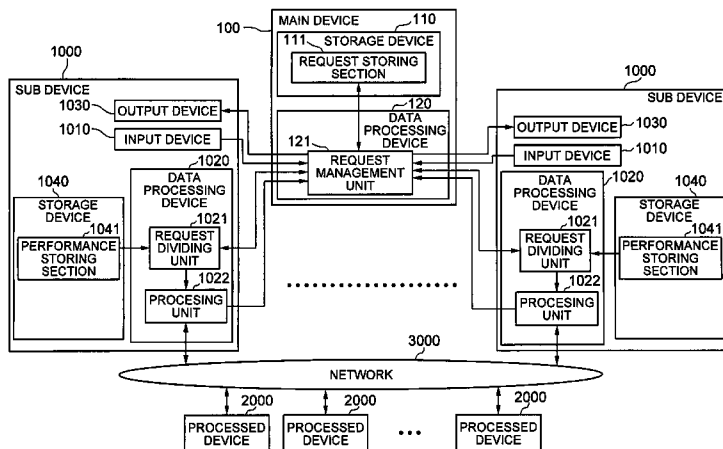 100
MAIN DEVICE
110
111
STORAGE DEVICE
REQUEST STORING
SECTION
120
DATA
PROCESSING
DEVICE
121
REQUEST
MANAGEMENT
UNIT
1000
SUB DEVICE
1030
OUTPUT DEVICE
1010
INPUT DEVICE
1020
DATA
PROCESSING
DEVICE
1040
STORAGE
DEVICE
1041
PERFORMANCE
STORING
SECTION
1021
REQUEST
DIVIDING
UNIT
1022
PROCESING
UNIT
1000
SUB DEVICE
OUTPUT DEVICE
1030
INPUT DEVICE
1010
1020
DATA
PROCESSING
DEVICE
1040
STORAGE
DEVICE
1041
PERFORMANCE
STORING
SECTION
1021
REQUEST
DIVIDING
UNIT
1022
PROCESING
UNIT
3000
NETWORK
2000
PROCESSED
DEVICE
2000
PROCESSED
DEVICE
...
2000
PROCESSED
DEVICE